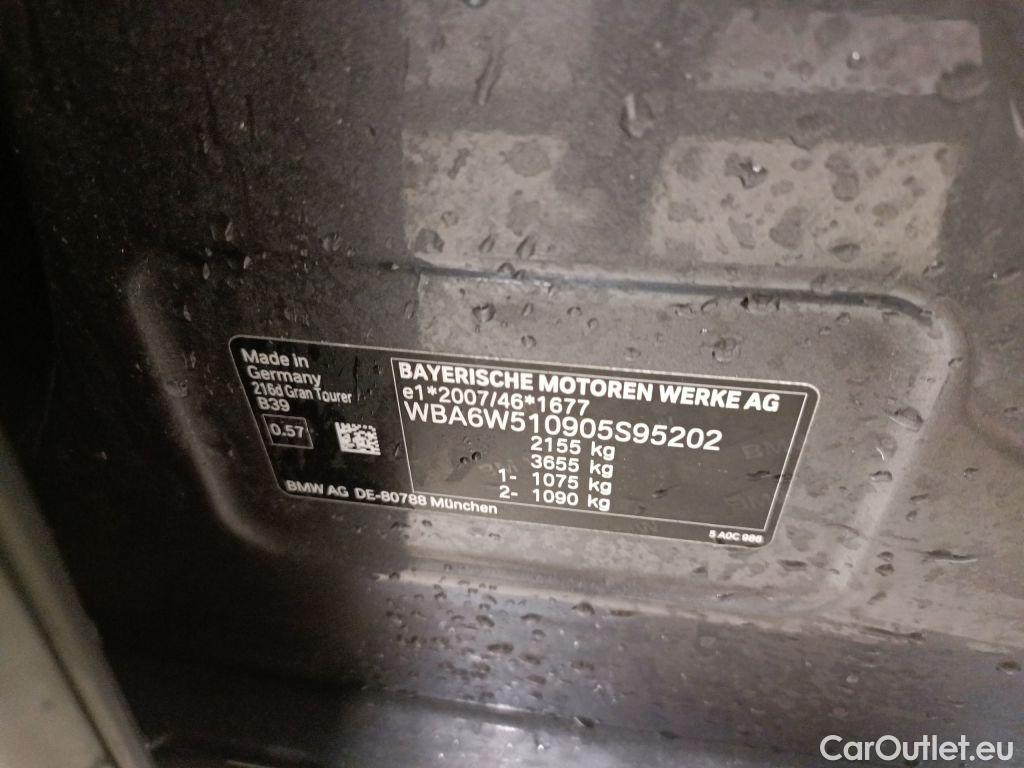 Made in
Germany
216d Gran Tourer
B39
0.57
BAYERISCHE MOTOREN WERKE AG
e1*2007/46*1677
WBA6W510905S95202
2155 kg
3655 kg
1- 1075 kg
2- 1090 kg
BMW AG DE-80788 München
5 A0C 986
CarOutlet.eu